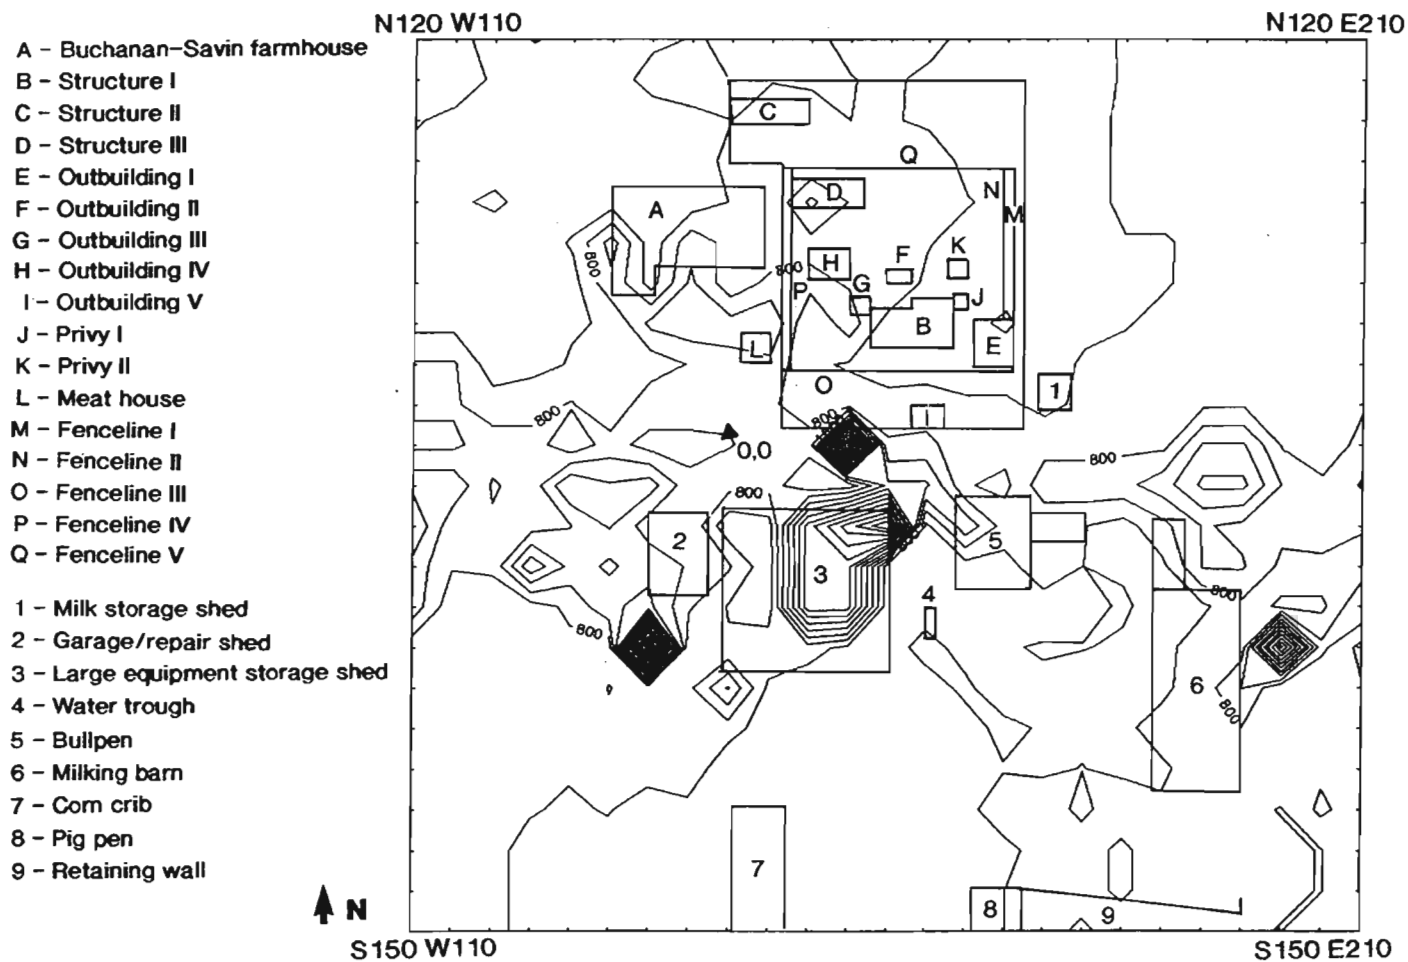 N120 W110
N120 E210
A - Buchanan-Savin farmhouse
B - Structure I
C - Structure II
D - Structure III
E - Outbuilding I
F - Outbuilding II
G - Outbuilding III
H - Outbuilding IV
I - Outbuilding V
J - Privy I
K - Privy II
L - Meat house
M - Fenceline I
N - Fenceline II
O - Fenceline III
P - Fenceline IV
Q - Fenceline V
1 - Milk storage shed
2 - Garage/repair shed
3 - Large equipment storage shed
4 - Water trough
5 - Bullpen
6 - Milking barn
7 - Corn crib
8 - Pig pen
9 - Retaining wall
N
C
Q
D
N
A
M
800
800
H
F
K
P
G
J
B
L
E
O
1
800
800
I
0,0
800
800
2
5
3
800
4
800
6
800
7
8
9
S150 W110
S150 E210